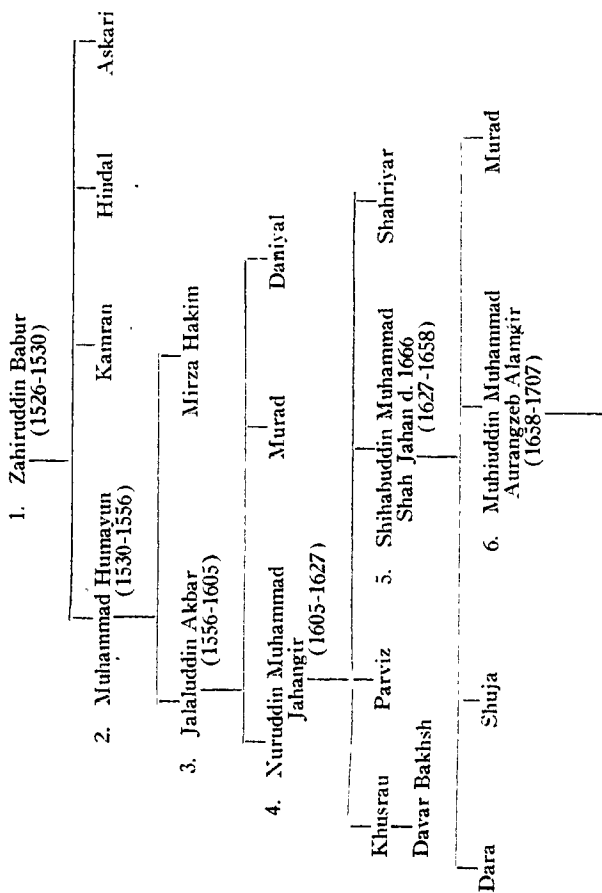 1. Zahiruddin Babur
(1526-1530)
2. Muhammad Humayun
(1530-1556)
Kamran
Hindal
Askari
3. Jalaluddin Akbar
(1556-1605)
Mirza Hakim
4. Nuruddin Muhammad
Jahangir
(1605-1627)
Murad
Daniyal
Khusrau
Parviz
5. Shihabuddin Muhammad
Shah Jahan d. 1666
(1627-1658)
Shahriyar
Davar Bakhsh
Dara
Shuja
6. Muhiuddin Muhammad
Aurangzeb Alamgir
(1658-1707)
Murad